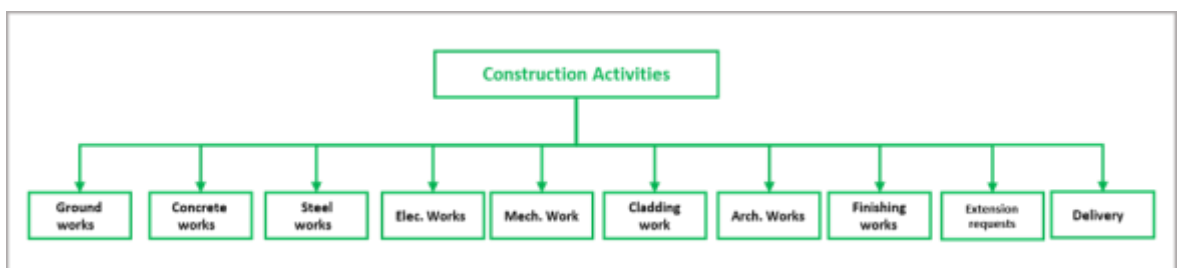 Construction Activities
Ground
works
Concrete
works
Steel
works
Elec. Works
Mech. Work
Cladding
work
Arch. Works
Finishing
works
Extension
requests
Delivery